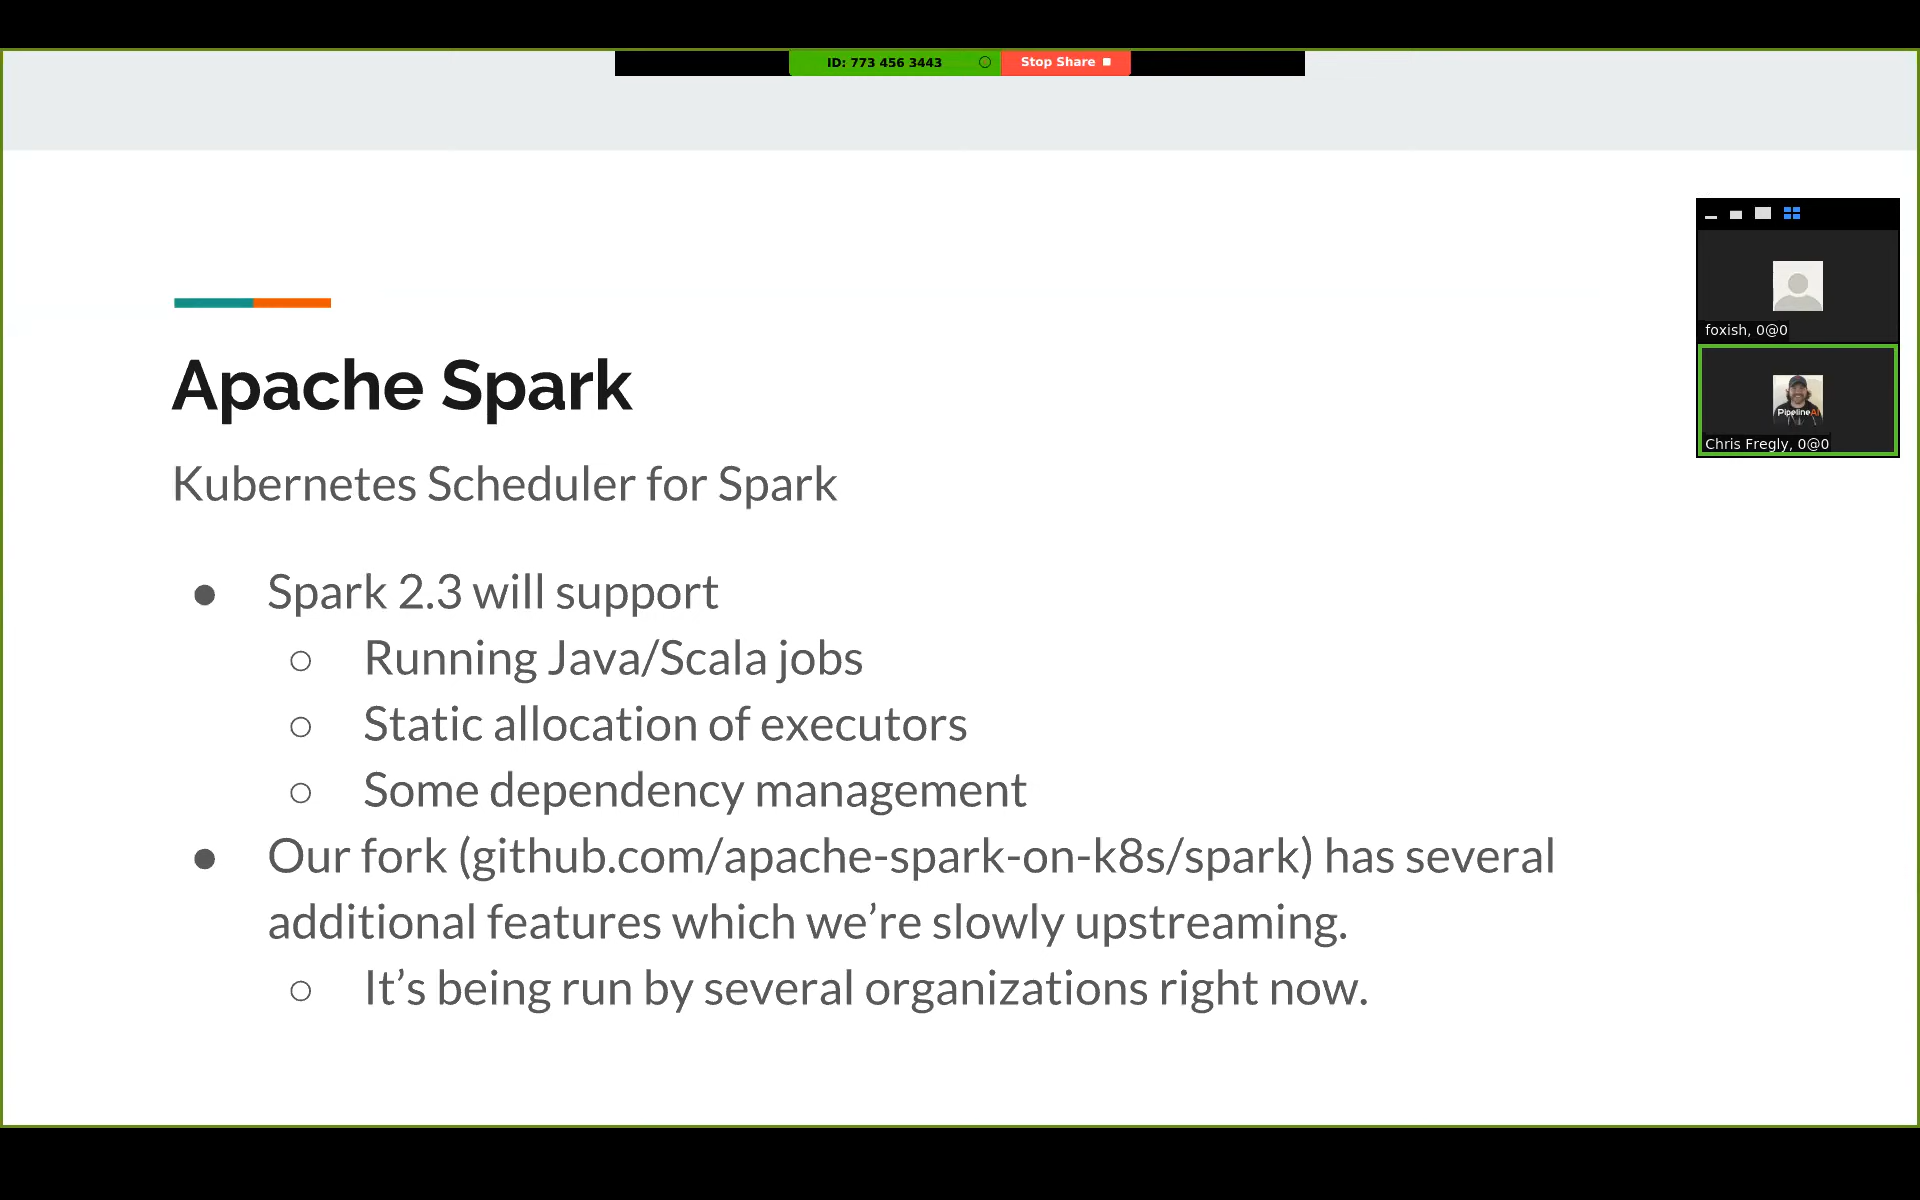 ID: 773 456 3443 Stop Share
foxish, 0@0
PipelineAI
Chris Fregly, 0@0
Apache Spark
Kubernetes Scheduler for Spark
● Spark 2.3 will support
○ Running Java/Scala jobs
○ Static allocation of executors
○ Some dependency management
● Our fork (github.com/apache-spark-on-k8s/spark) has several
additional features which we’re slowly upstreaming.
○ It’s being run by several organizations right now.